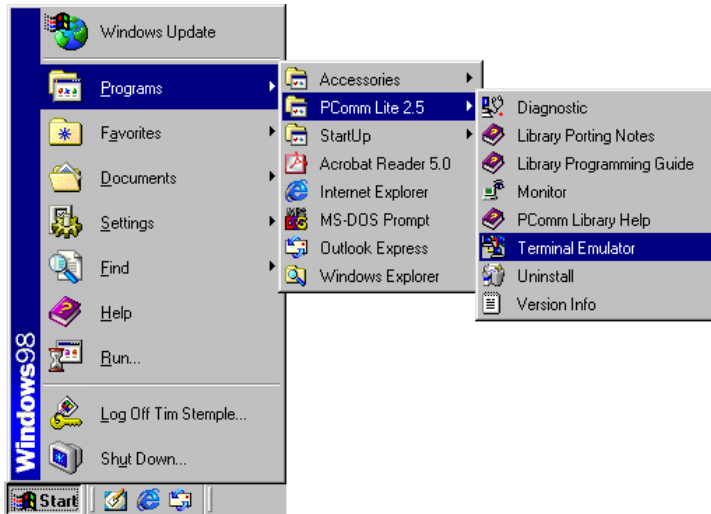 Windows Update
Programs
Favorites
Documents
Settings
Find
Help
Run...
Log Off Tim Stemple...
Shut Down...
Windows98
Start
Accessories
PComm Lite 2.5
StartUp
Acrobat Reader 5.0
Internet Explorer
MS-DOS Prompt
Outlook Express
Windows Explorer
Diagnostic
Library Porting Notes
Library Programming Guide
Monitor
PComm Library Help
Terminal Emulator
Uninstall
Version Info